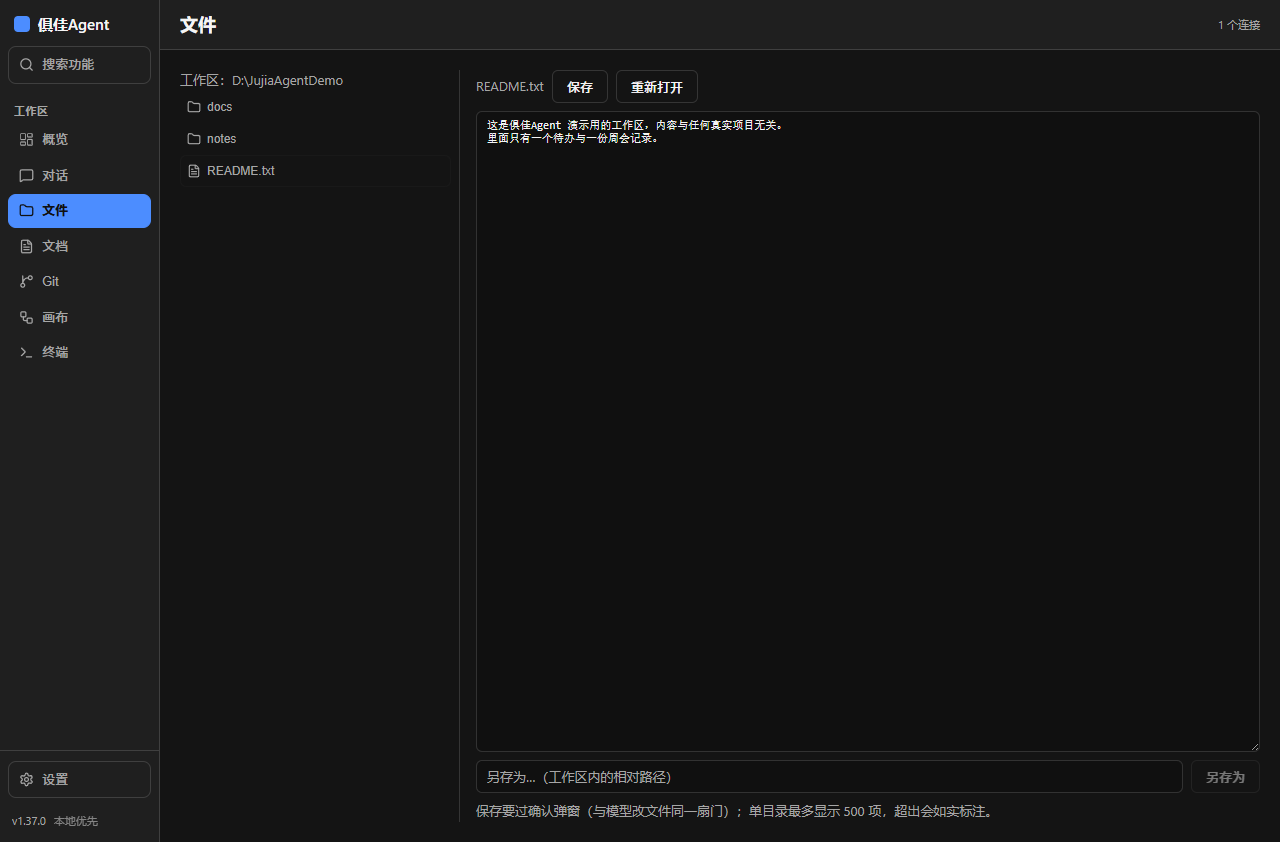 俱佳Agent
搜索功能
工作区
概览
对话
文件
文档
Git
画布
终端
设置
v1.37.0 本地优先
文件
1 个连接
工作区：D:\JujiaAgentDemo
docs
notes
README.txt
README.txt 保存 重新打开
这是俱佳Agent 演示用的工作区，内容与任何真实项目无关。
里面只有一个待办与一份周会记录。
另存为...（工作区内的相对路径） 另存为
保存要过确认弹窗（与模型改文件同一扇门）；单目录最多显示 500 项，超出会如实标注。